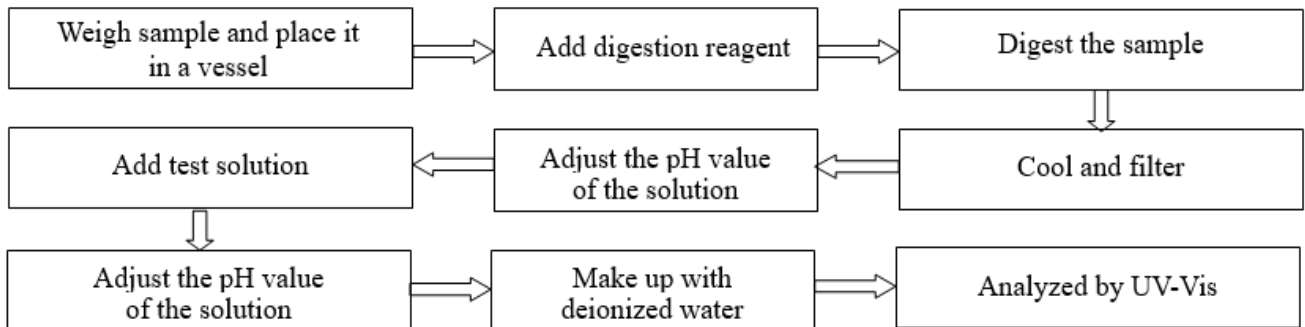 Weigh sample and place it
in a vessel
Add digestion reagent
Digest the sample
Cool and filter
Adjust the pH value
of the solution
Add test solution
Adjust the pH value
of the solution
Make up with
deionized water
Analyzed by UV-Vis